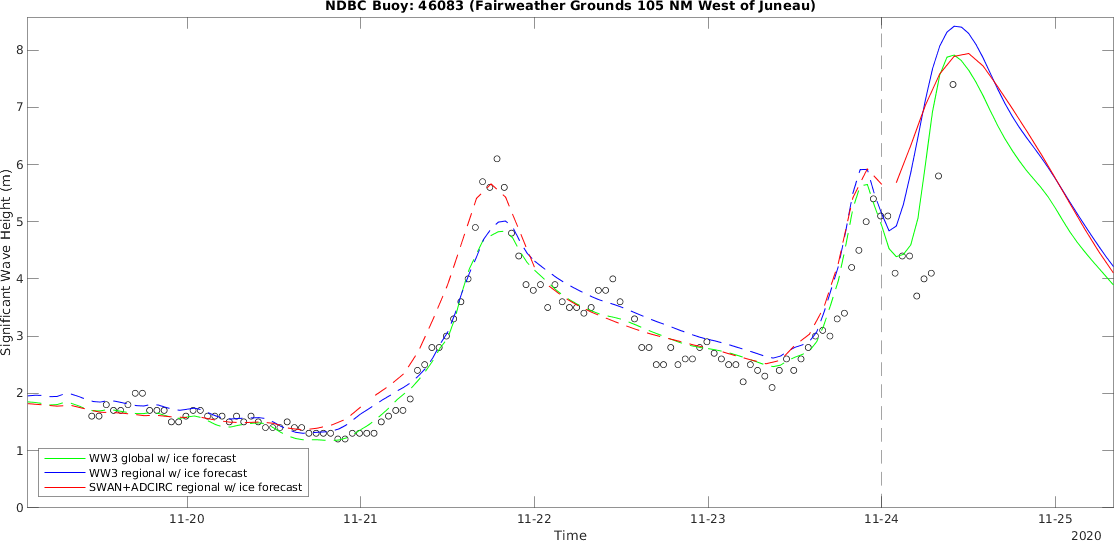 NDBC Buoy: 46083 (Fairweather Grounds 105 NM West of Juneau)
Significant Wave Height (m)
8
7
6
5
4
3
2
1
0
WW3 global w/ ice forecast
WW3 regional w/ ice forecast
SWAN+ADCIRC regional w/ ice forecast
11-20 11-21 11-22 11-23 11-24 11-25
Time
2020